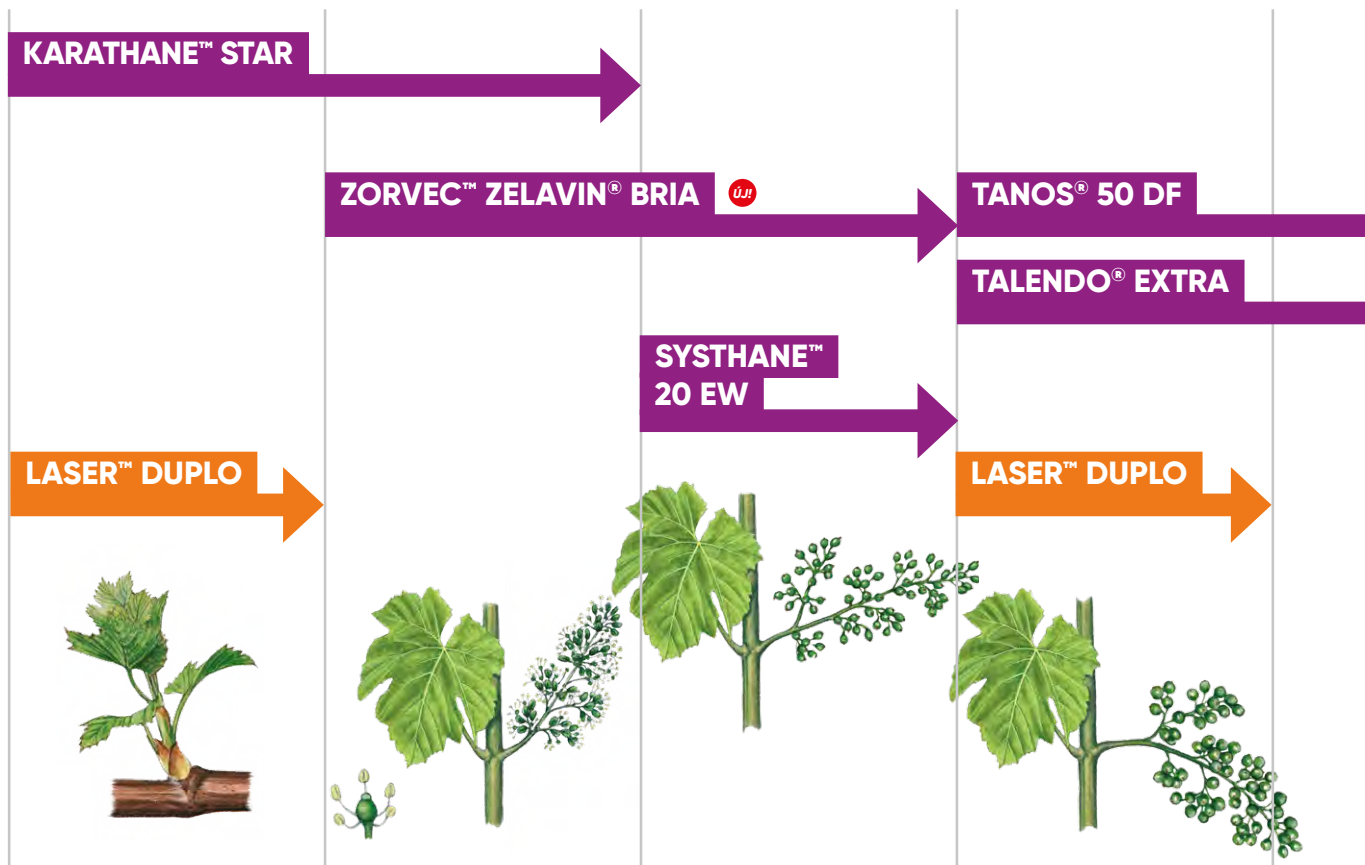 KARATHANE™ STAR
ZORVEC™ ZELAVIN® BRIA
ÚJ!
TANOS® 50 DF
TALENDO® EXTRA
SYSTHANE™
20 EW
LASER™ DUPLO
LASER™ DUPLO